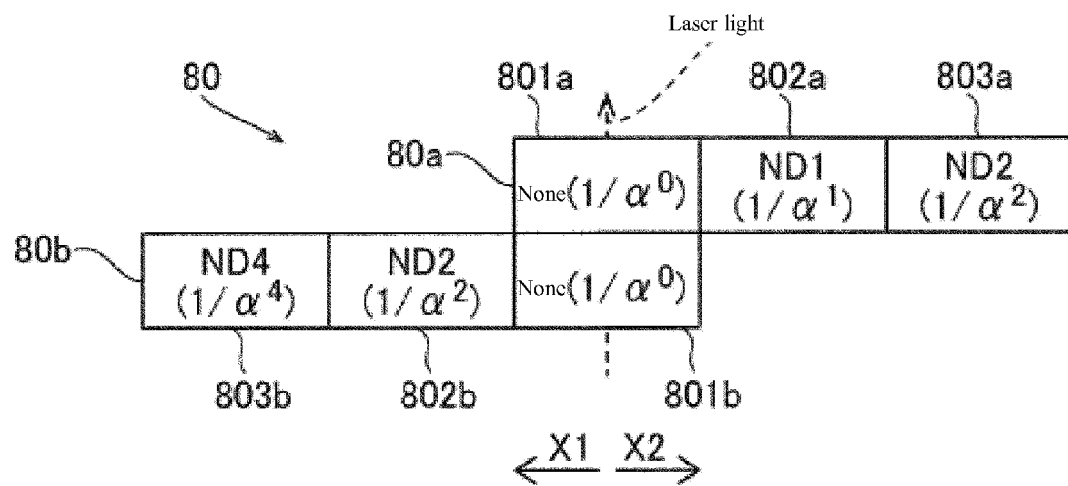 Laser light
80
801a
802a
803a
80a
None(1/α⁰)
ND1
(1/α¹)
ND2
(1/α²)
80b
ND4
(1/α⁴)
ND2
(1/α²)
None(1/α⁰)
803b
802b
801b
X1 X2